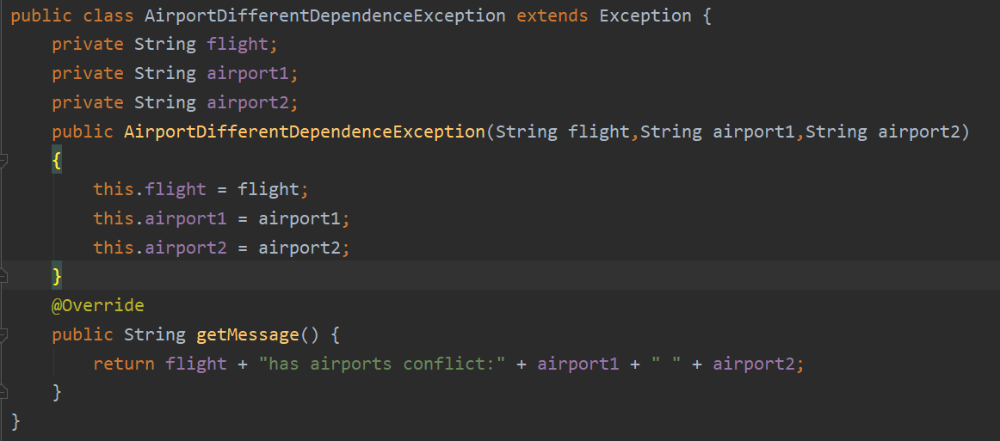 public class AirportDifferentDependenceException extends Exception {
    private String flight;
    private String airport1;
    private String airport2;
    public AirportDifferentDependenceException(String flight,String airport1,String airport2)
    {
        this.flight = flight;
        this.airport1 = airport1;
        this.airport2 = airport2;
    }
    @Override
    public String getMessage() {
        return flight + "has airports conflict:" + airport1 + " " + airport2;
    }
}